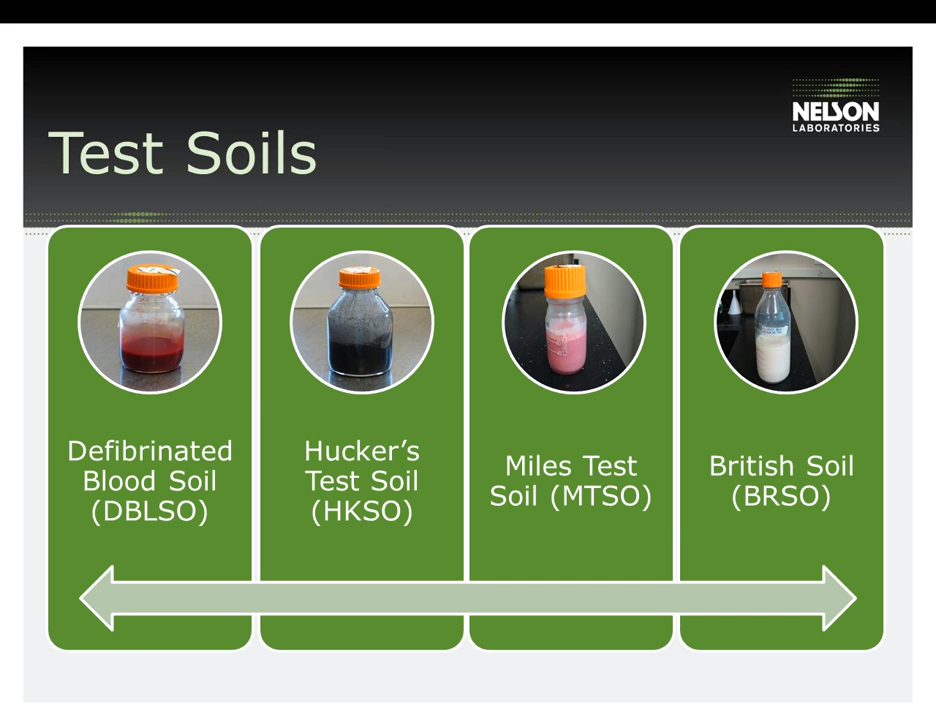 NELSON
LABORATORIES
Test Soils
Defibrinated
Blood Soil
(DBLSO)
Hucker’s
Test Soil
(HKSO)
Miles Test
Soil (MTSO)
British Soil
(BRSO)